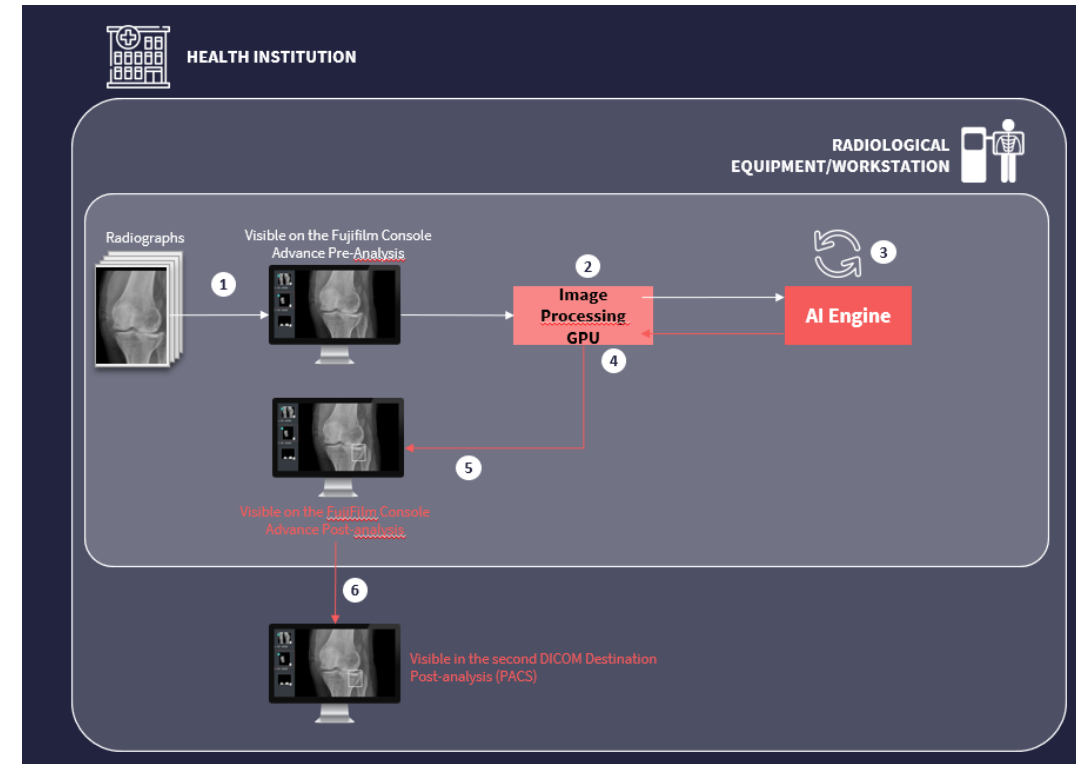 HEALTH INSTITUTION
RADIOLOGICAL
EQUIPMENT/WORKSTATION
Radiographs
Visible on the Fujifilm Console
Advance Pre-Analysis
1
2
3
Image
Processing
GPU
AI Engine
4
5
Visible on the FujiFilm Console
Advance Post-analysis
6
Visible in the second DICOM Destination
Post-analysis (PACS)